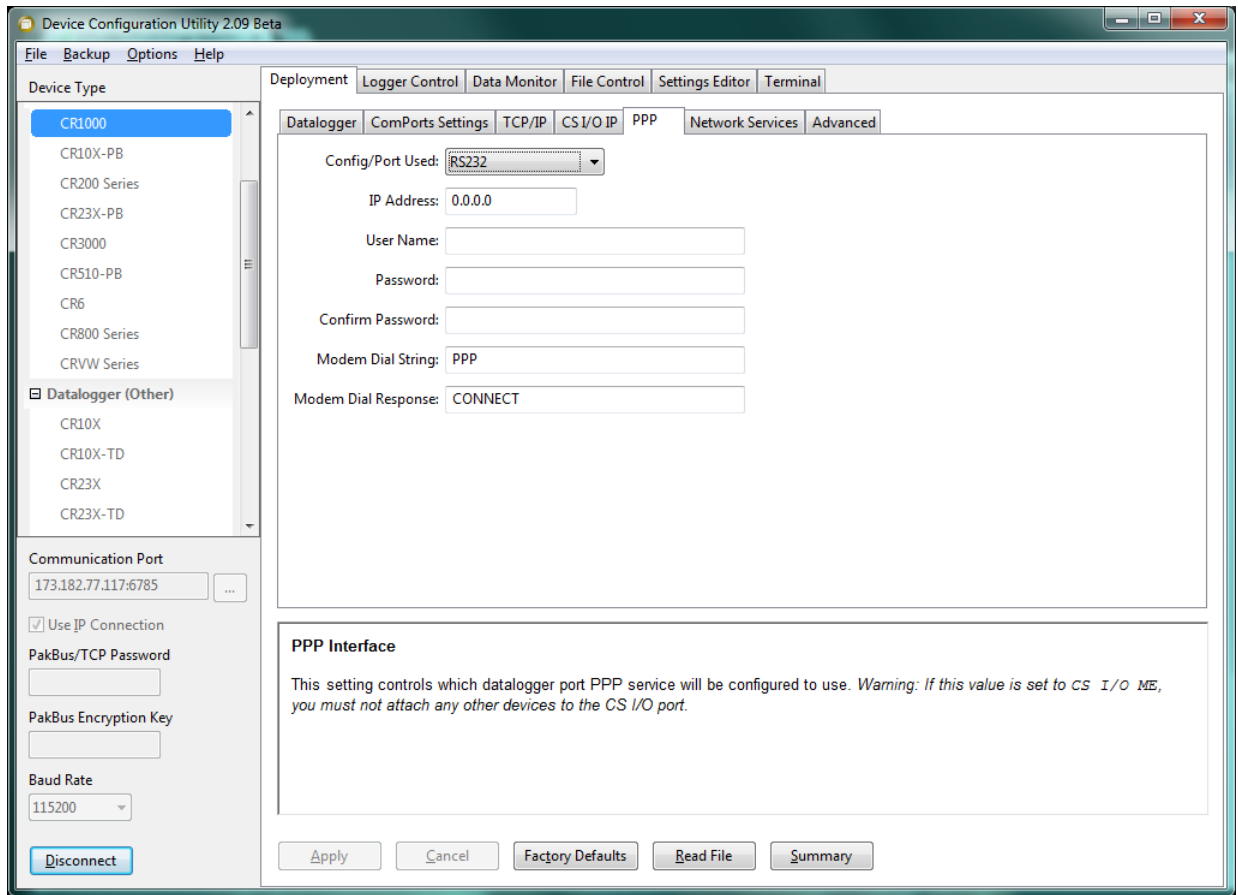 Device Configuration Utility 2.09 Beta
File Backup Options Help
Device Type
CR1000
CR10X-PB
CR200 Series
CR23X-PB
CR3000
CR510-PB
CR6
CR800 Series
CRVW Series
Datalogger (Other)
CR10X
CR10X-TD
CR23X
CR23X-TD
Communication Port
173.182.77.117:6785 ...
Use IP Connection
PakBus/TCP Password
PakBus Encryption Key
Baud Rate
115200
Disconnect
Deployment Logger Control Data Monitor File Control Settings Editor Terminal
Datalogger ComPorts Settings TCP/IP CS I/O IP PPP Network Services Advanced
Config/Port Used: RS232
IP Address: 0.0.0.0
User Name:
Password:
Confirm Password:
Modem Dial String: PPP
Modem Dial Response: CONNECT
PPP Interface
This setting controls which datalogger port PPP service will be configured to use. Warning: If this value is set to CS I/O ME,
you must not attach any other devices to the CS I/O port.
Apply Cancel Factory Defaults Read File Summary